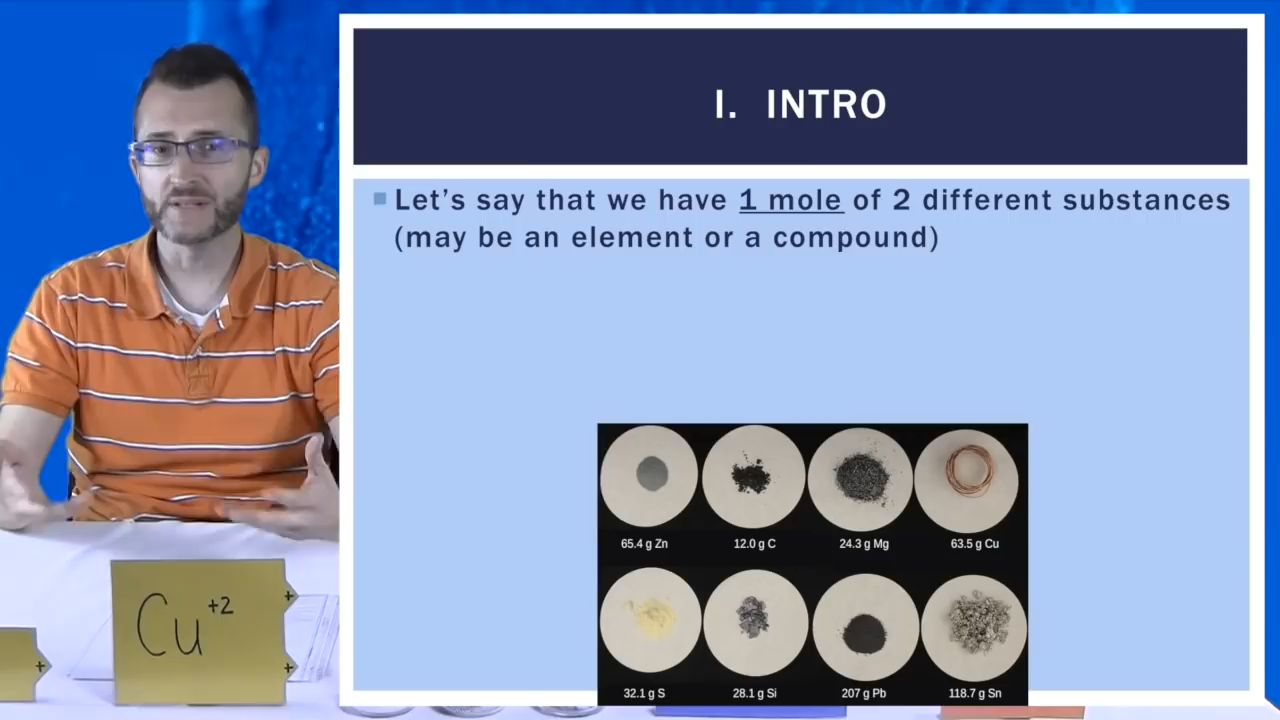 I. INTRO
Let's say that we have 1 mole of 2 different substances
(may be an element or a compound)
65.4 g Zn
12.0 g C
24.3 g Mg
63.5 g Cu
32.1 g S
28.1 g Si
207 g Pb
118.7 g Sn
Cu+2
+
+
+